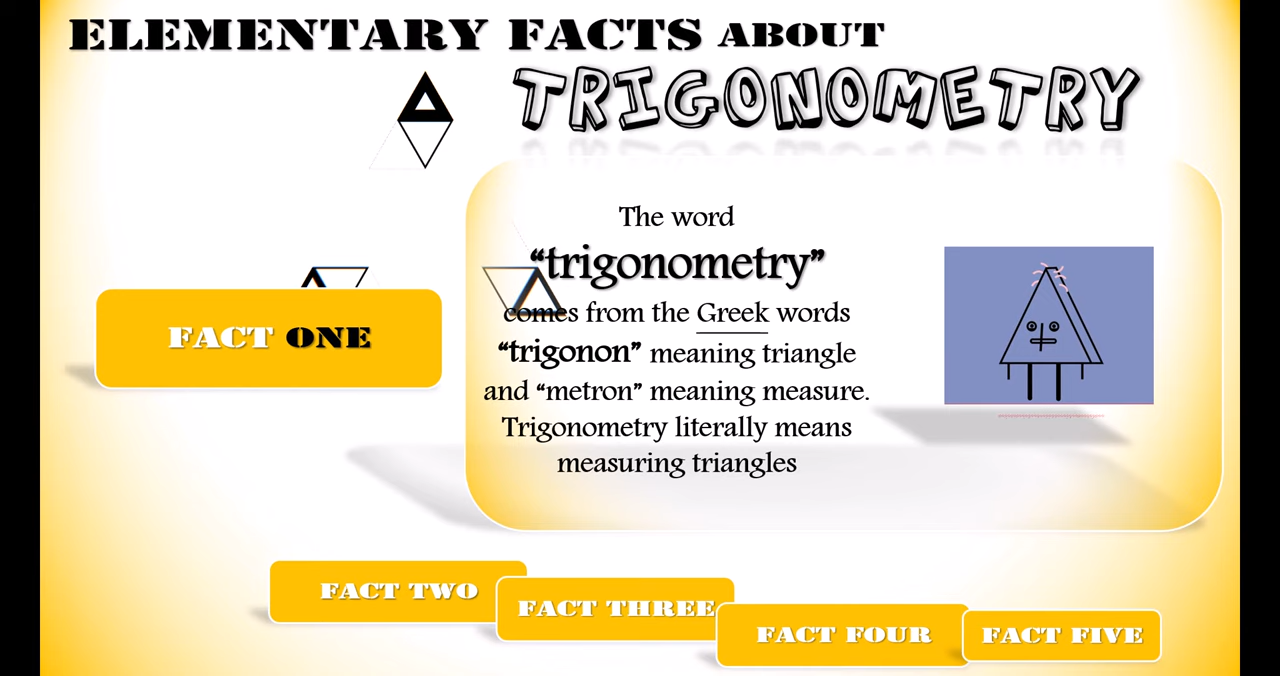 ELEMENTARY FACTS ABOUT
TRIGONOMETRY
The word
“trigonometry”
comes from the Greek words
“trigonon” meaning triangle
and “metron” meaning measure.
Trigonometry literally means
measuring triangles
FACT ONE
FACT TWO
FACT THREE
FACT FOUR
FACT FIVE